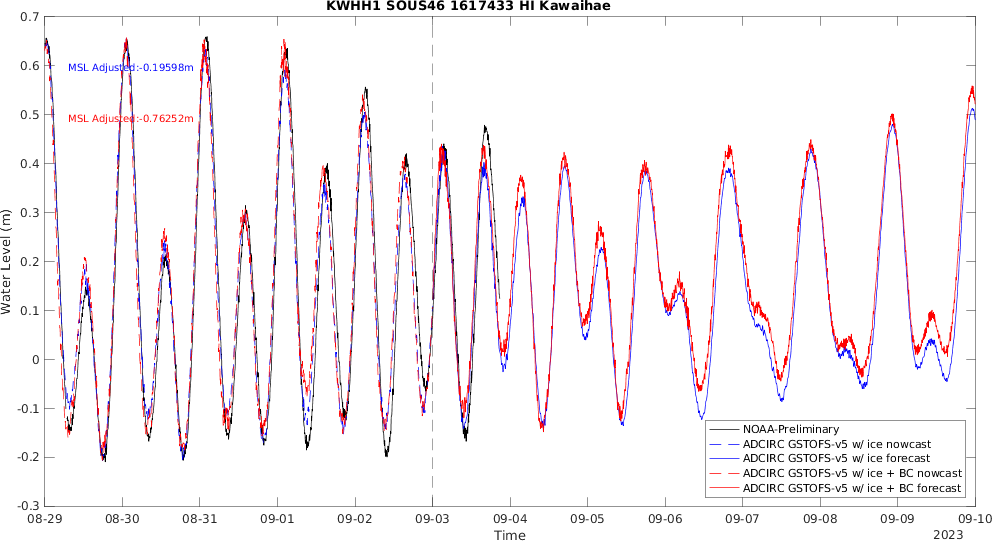 KWHH1 SOUS46 1617433 HI Kawaihae
0.7
0.6
0.5
0.4
0.3
0.2
0.1
0
-0.1
-0.2
-0.3
Water Level (m)
MSL Adjusted:-0.19598m
MSL Adjusted:-0.76252m
NOAA-Preliminary
ADCIRC GSTOFS-v5 w/ ice nowcast
ADCIRC GSTOFS-v5 w/ ice forecast
ADCIRC GSTOFS-v5 w/ ice + BC nowcast
ADCIRC GSTOFS-v5 w/ ice + BC forecast
08-29 08-30 08-31 09-01 09-02 09-03 09-04 09-05 09-06 09-07 09-08 09-09 09-10
Time
2023